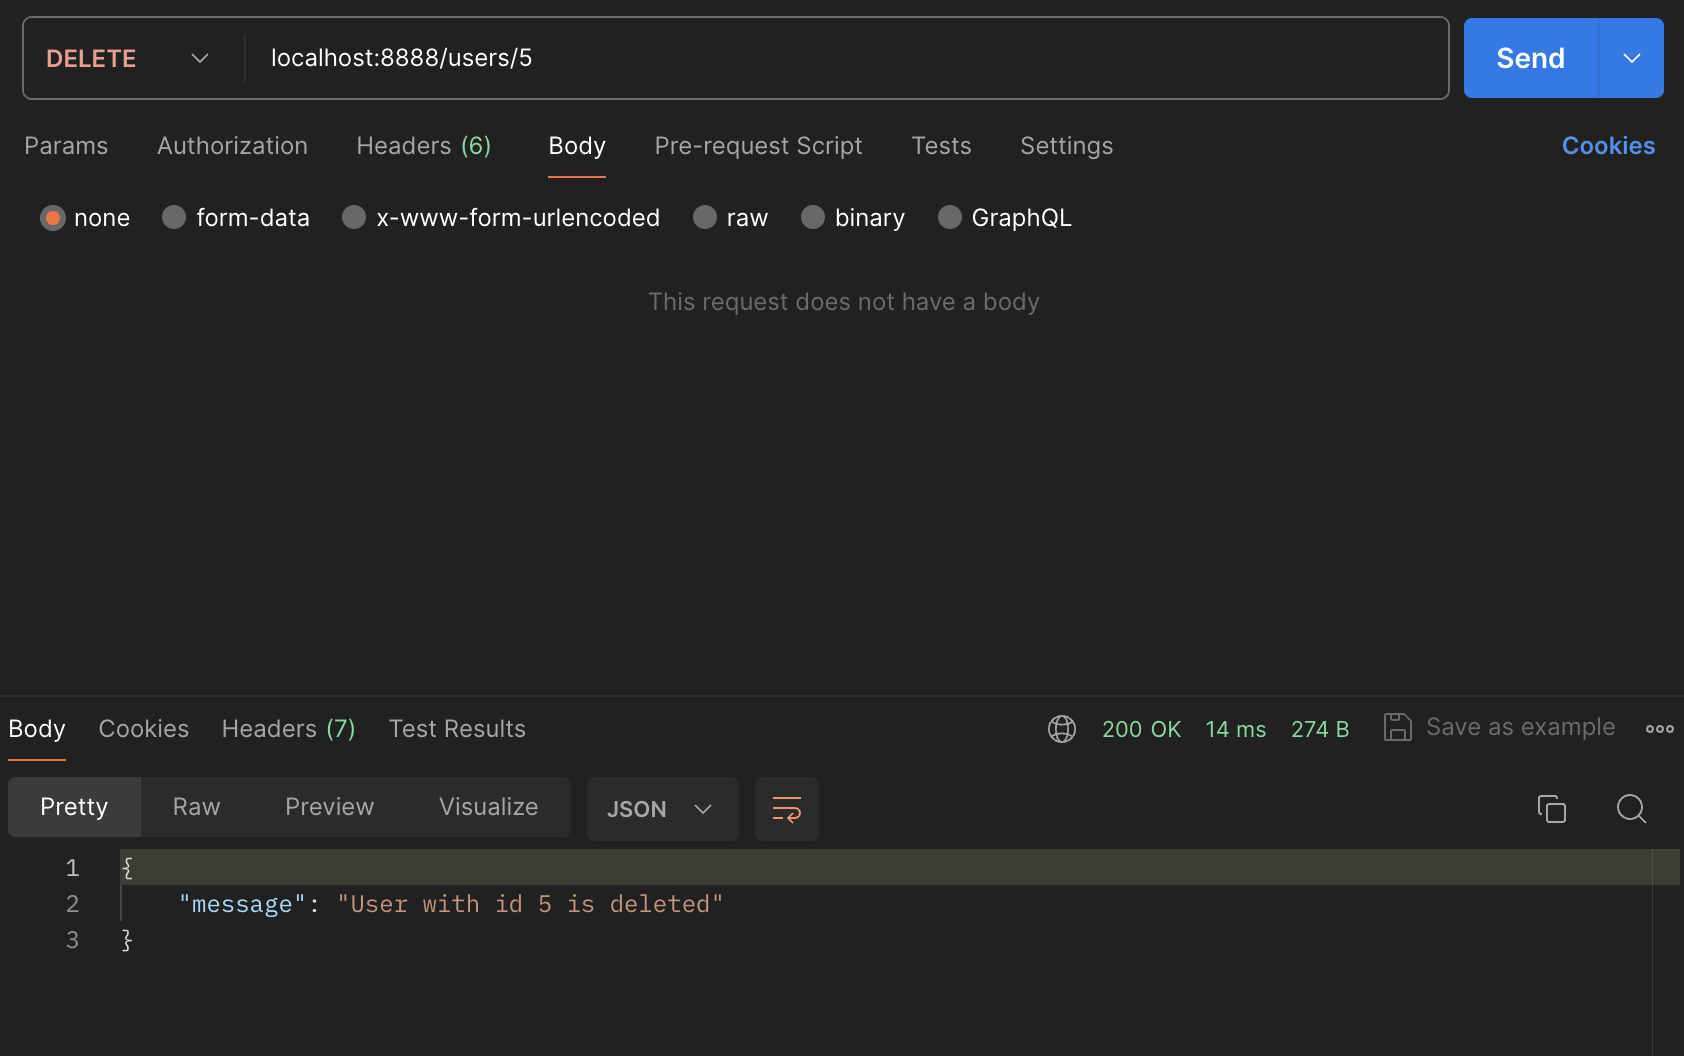 DELETE localhost:8888/users/5 Send
Params Authorization Headers (6) Body Pre-request Script Tests Settings Cookies
none form-data x-www-form-urlencoded raw binary GraphQL
This request does not have a body
Body Cookies Headers (7) Test Results 200 OK 14 ms 274 B Save as example
Pretty Raw Preview Visualize JSON
1 {
2 "message": "User with id 5 is deleted"
3 }